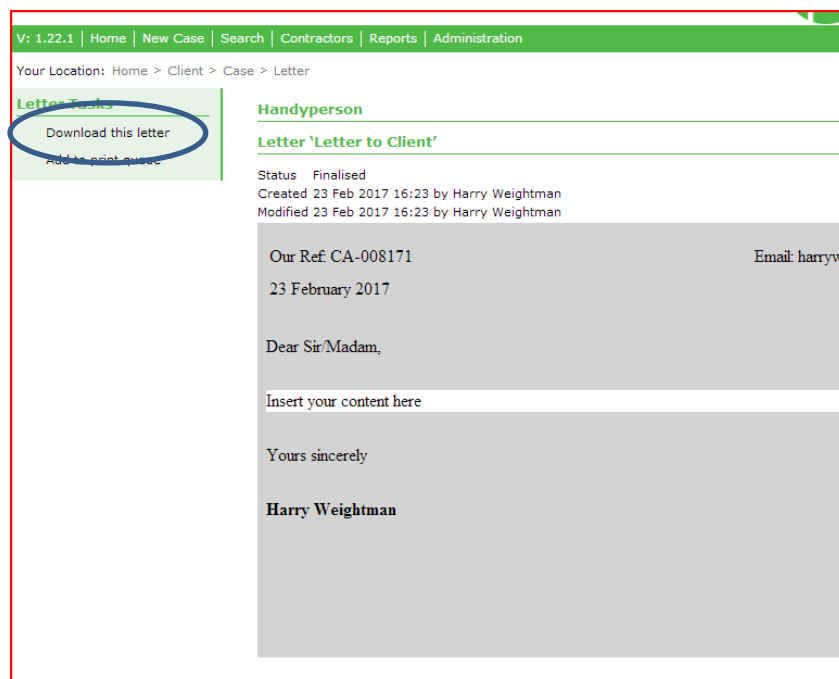 V: 1.22.1 | Home | New Case | Search | Contractors | Reports | Administration
Your Location: Home > Client > Case > Letter
Letter Tasks
Download this letter
Add to print queue
Handyperson
Letter ‘Letter to Client’
Status Finalised
Created 23 Feb 2017 16:23 by Harry Weightman
Modified 23 Feb 2017 16:23 by Harry Weightman
Our Ref: CA-008171 Email: harryw
23 February 2017
Dear Sir/Madam,
Insert your content here
Yours sincerely
Harry Weightman